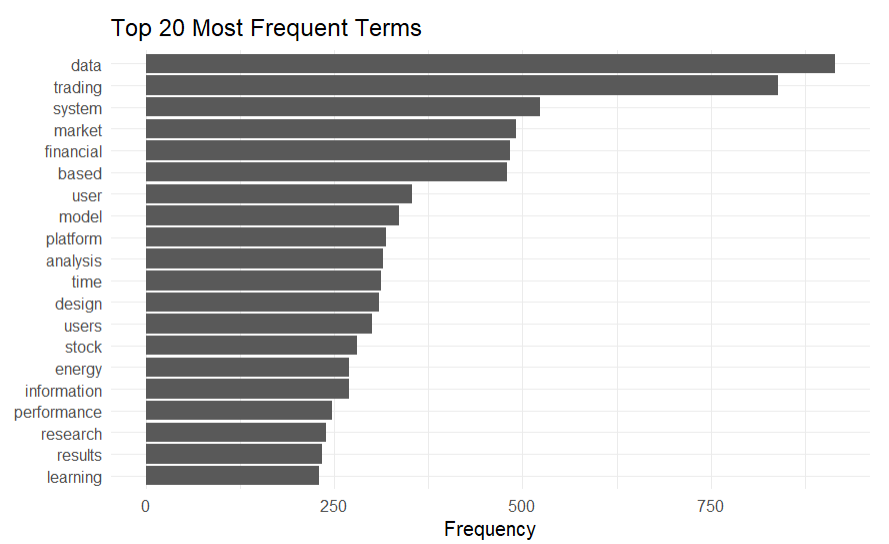 Top 20 Most Frequent Terms
data
trading
system
market
financial
based
user
model
platform
analysis
time
design
users
stock
energy
information
performance
research
results
learning
0 250 500 750
Frequency